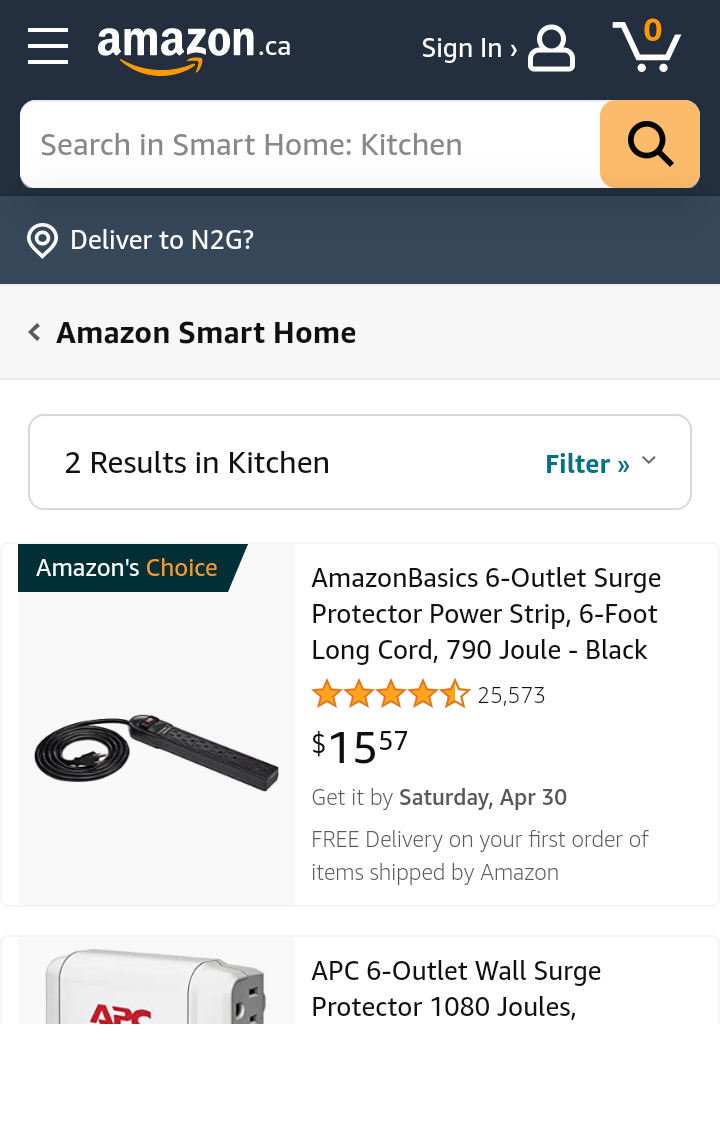 amazon.ca
Sign In ›
0
Search in Smart Home: Kitchen
Deliver to N2G?
Amazon Smart Home
2 Results in Kitchen
Filter »
Amazon's Choice
AmazonBasics 6-Outlet Surge
Protector Power Strip, 6-Foot
Long Cord, 790 Joule - Black
25,573
$1557
Get it by Saturday, Apr 30
FREE Delivery on your first order of
items shipped by Amazon
APC
APC 6-Outlet Wall Surge
Protector 1080 Joules,